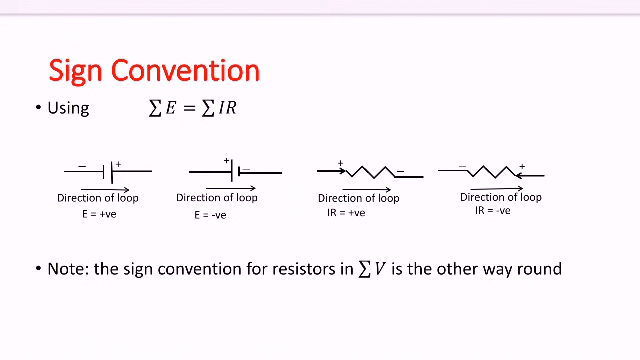 Sign Convention
• Using ∑ E = ∑ IR
− + + − + − − +
Direction of loop Direction of loop Direction of loop Direction of loop
E = +ve E = -ve IR = +ve IR = -ve
• Note: the sign convention for resistors in ∑ V is the other way round